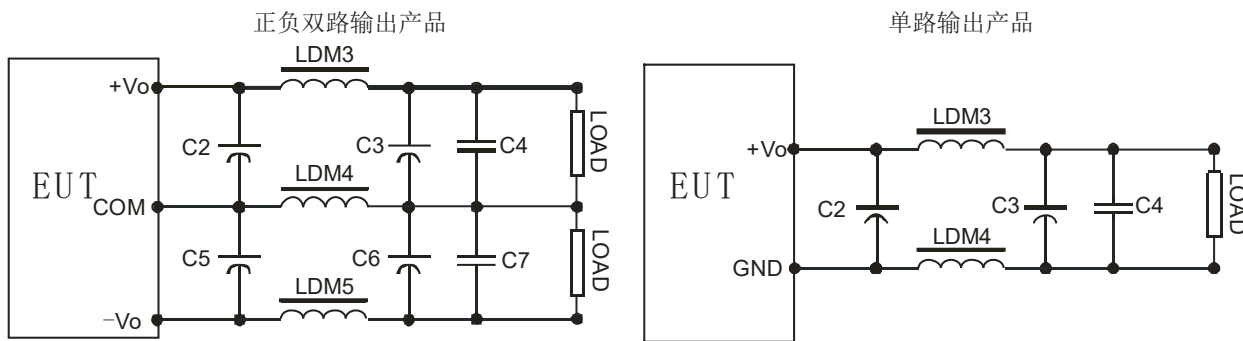 正负双路输出产品
LDM3
+Vo
C2
C3
C4
LOAD
LDM4
EUT
COM
C5
C6
C7
LOAD
LDM5
−Vo
单路输出产品
LDM3
+Vo
EUT
C2
C3
C4
LOAD
LDM4
GND